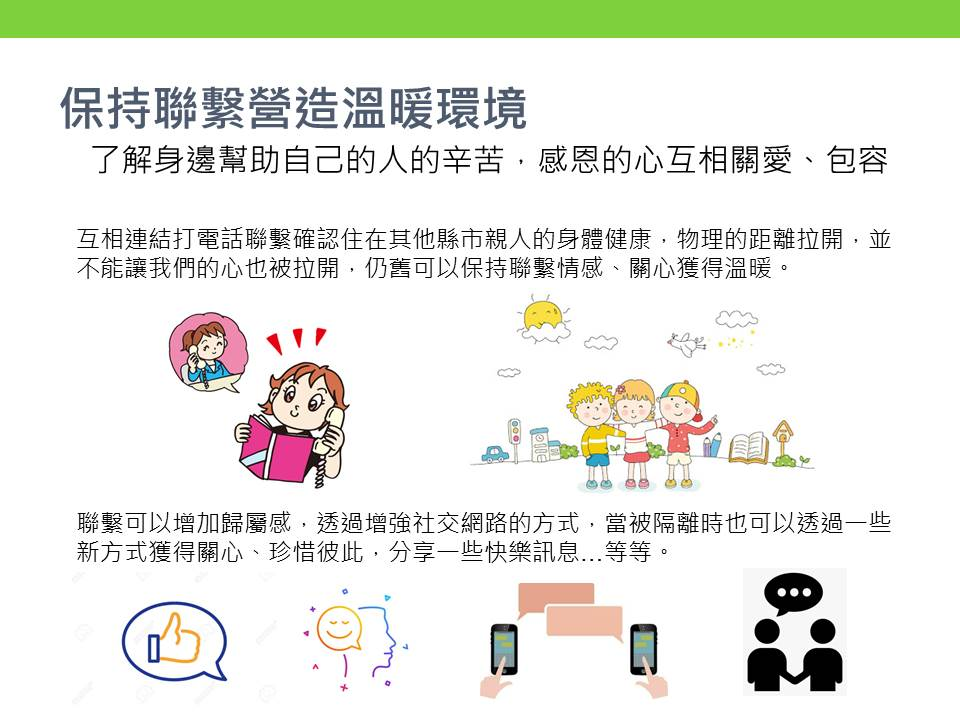 保持聯繫營造溫暖環境
了解身邊幫助自己的人的辛苦，感恩的心互相關愛、包容
互相連結打電話聯繫確認住在其他縣市親人的身體健康，物理的距離拉開，並
不能讓我們的心也被拉開，仍舊可以保持聯繫情感、關心獲得溫暖。
聯繫可以增加歸屬感，透過增強社交網路的方式，當被隔離時也可以透過一些
新方式獲得關心、珍惜彼此，分享一些快樂訊息...等等。